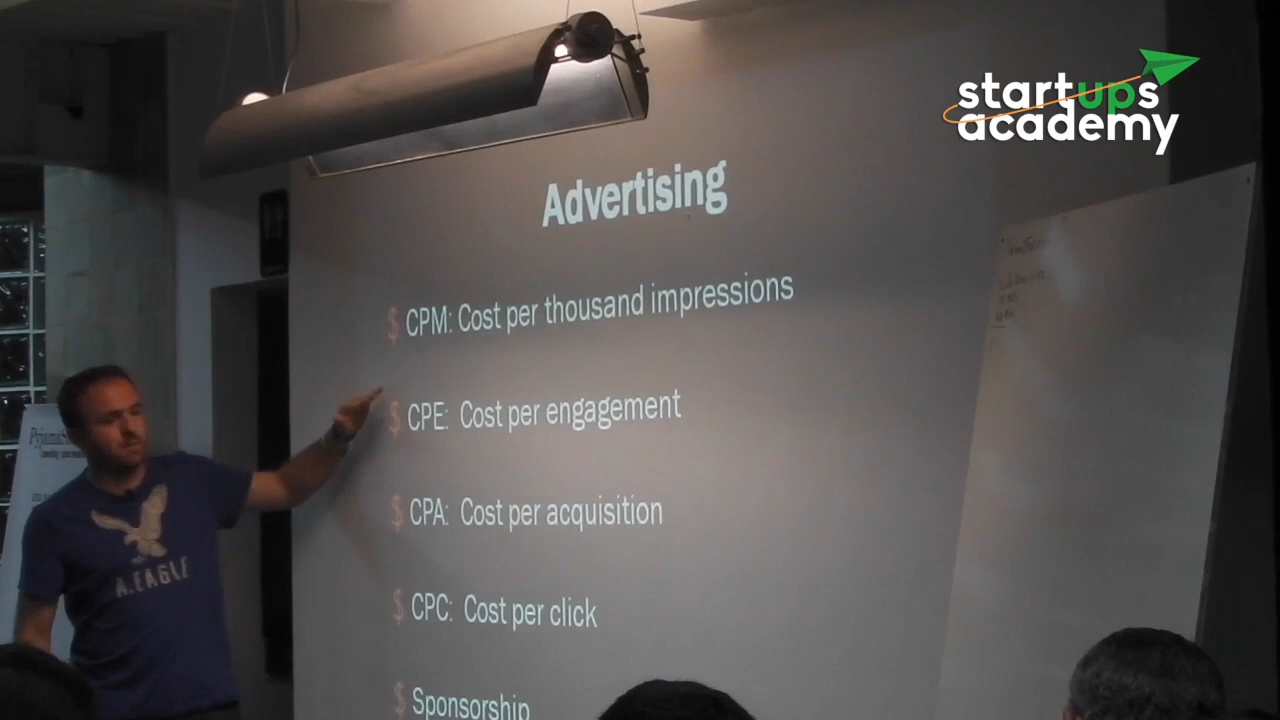 startups
academy
Advertising
$ CPM: Cost per thousand impressions
$ CPE: Cost per engagement
$ CPA: Cost per acquisition
$ CPC: Cost per click
$ Sponsorship
A.EAGLE